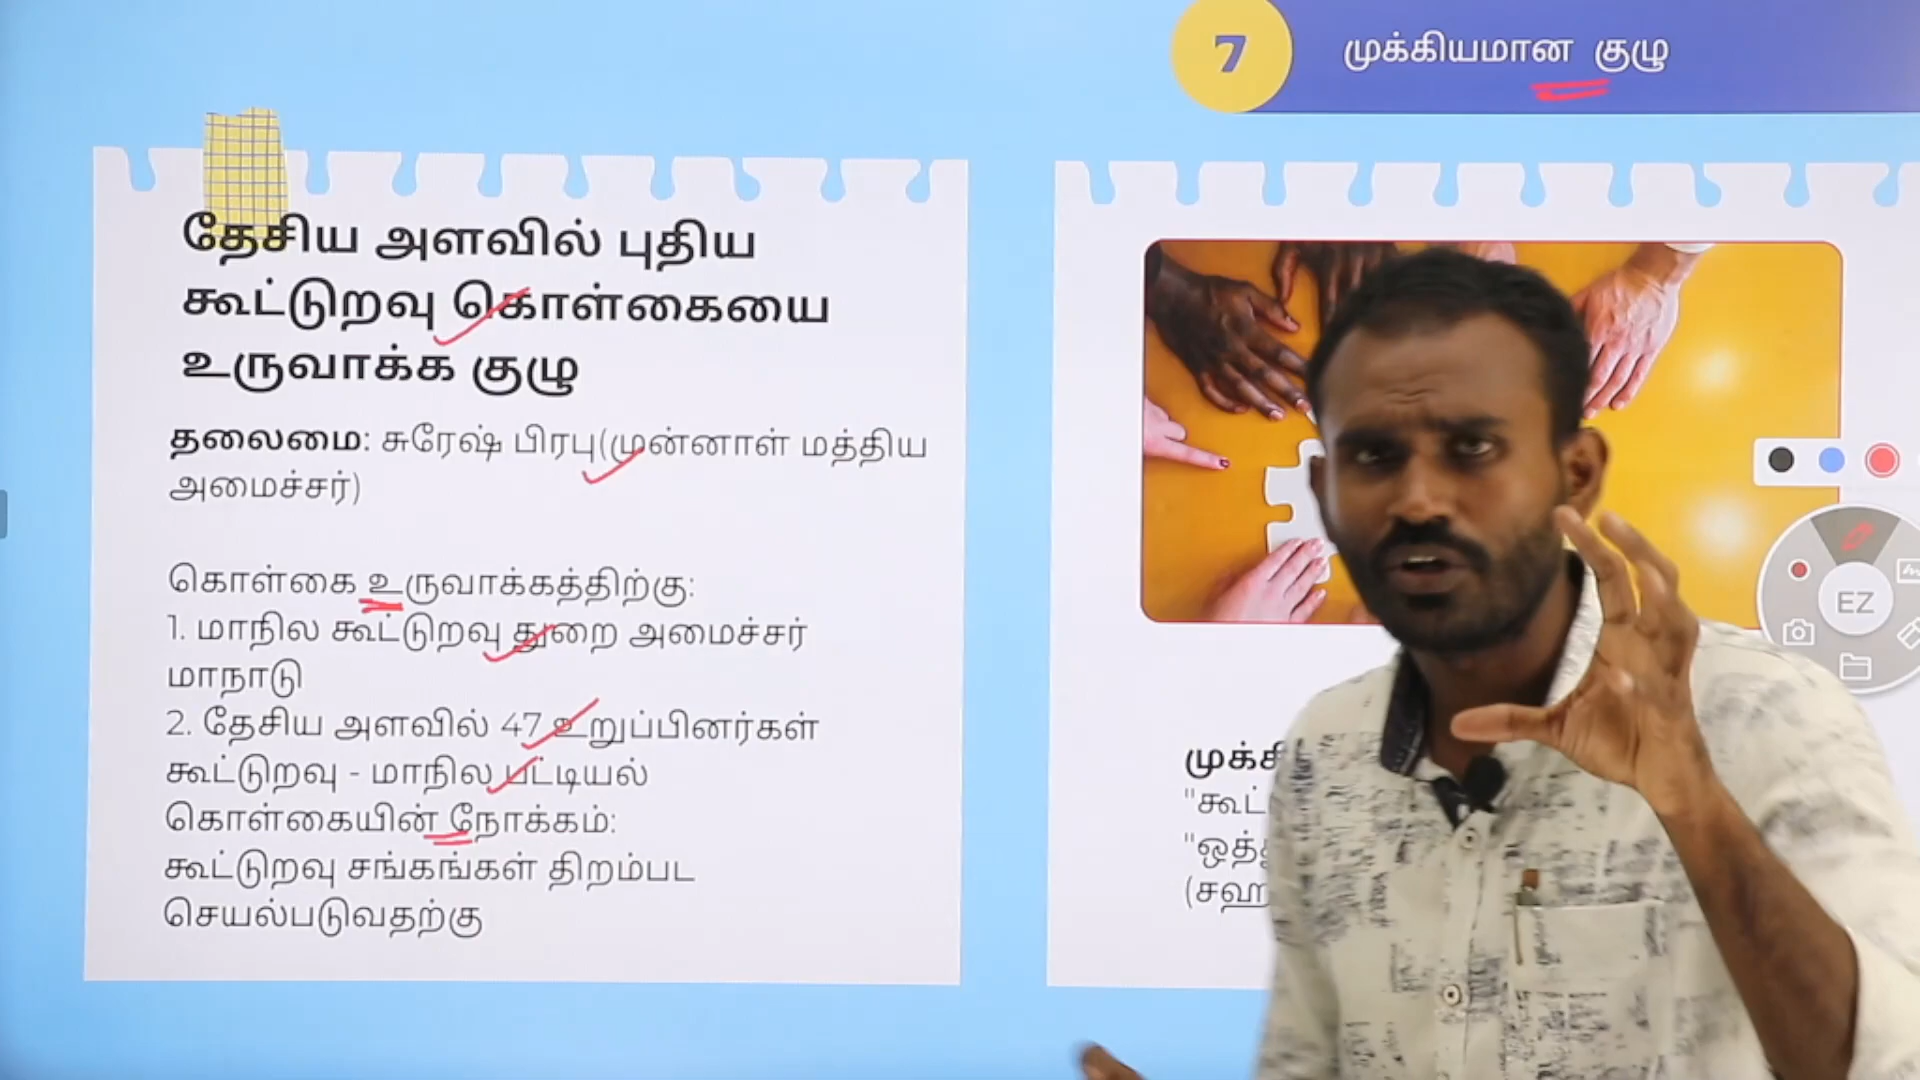 7
முக்கியமான குழு
தேசிய அளவில் புதிய
கூட்டுறவு கொள்கையை
உருவாக்க குழு
தலைமை: சுரேஷ் பிரபு(முன்னாள் மத்திய
அமைச்சர்)
கொள்கை உருவாக்கத்திற்கு:
1. மாநில கூட்டுறவு துறை அமைச்சர்
மாநாடு
2. தேசிய அளவில் 47 உறுப்பினர்கள்
கூட்டுறவு - மாநில பட்டியல்
கொள்கையின் நோக்கம்:
கூட்டுறவு சங்கங்கள் திறம்பட
செயல்படுவதற்கு
EZ